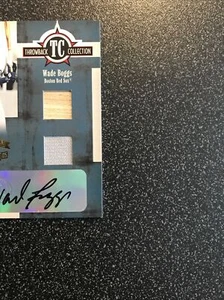 THROWBACK TC COLLECTION
Wade Boggs
Boston Red Sox